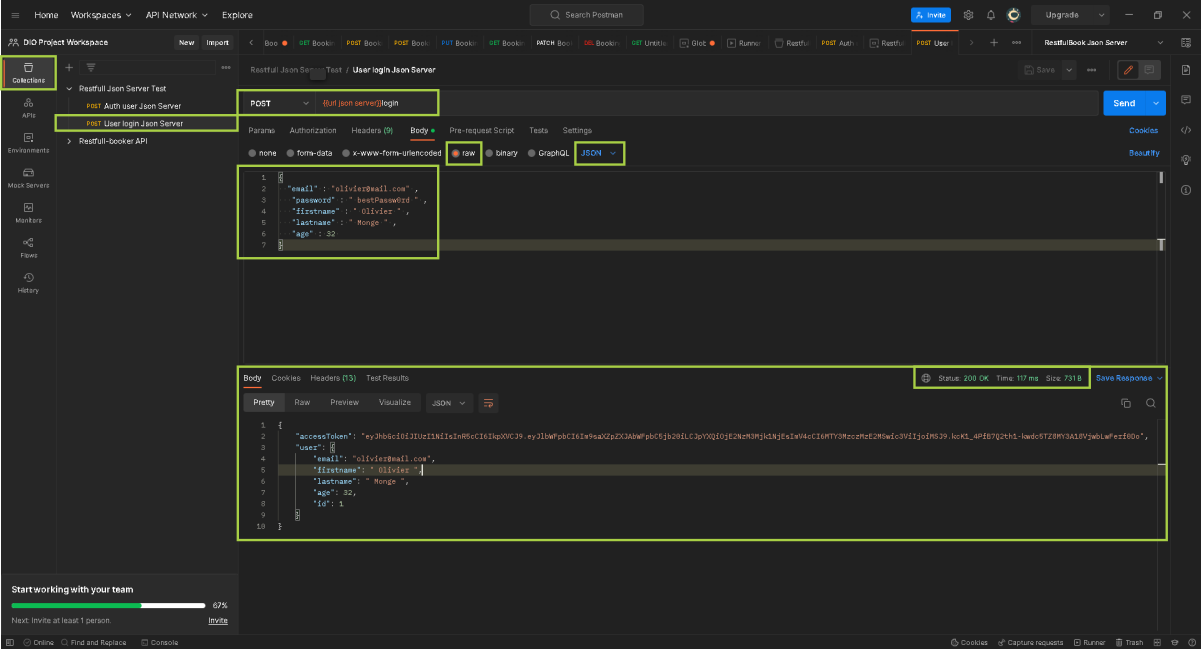 Home Workspaces API Network Explore Search Postman Invite Upgrade
DIO Project Workspace New Import Boo GET Bookin POST Book POST Book PUT Bookin GET Bookin PATCH Boo DEL Bookin GET Untitle Glob Runner Restful POST Auth Restful POST User RestfulBook Json Server
Collections
APIs
Environments
Mock Servers
Monitors
Flows
History
Restfull Json Server Test
POST Auth user Json Server
POST User login Json Server
Restfull-booker API
Restfull Json Server Test / User login Json Server Save
POST {{url json server}}login Send
Params Authorization Headers (9) Body Pre-request Script Tests Settings Cookies
none form-data x-www-form-urlencoded raw binary GraphQL JSON Beautify
1 {
2 "email" : "olivier@mail.com" ,
3 "password" : " bestPassw0rd " ,
4 "firstname" : " Olivier " ,
5 "lastname" : " Monge " ,
6 "age" : 32
7 }
Body Cookies Headers (13) Test Results Status: 200 OK Time: 117 ms Size: 731 B Save Response
Pretty Raw Preview Visualize JSON
1 {
2 "accessToken":
3 "user": {
4 "email": "olivier@mail.com",
5 "firstname": " Olivier ",
6 "lastname": " Monge ",
7 "age": 32,
8 "id": 1
9 }
10 }
Start working with your team
67%
Next: Invite at least 1 person. Invite
Online Find and Replace Console Cookies Capture requests Runner Trash